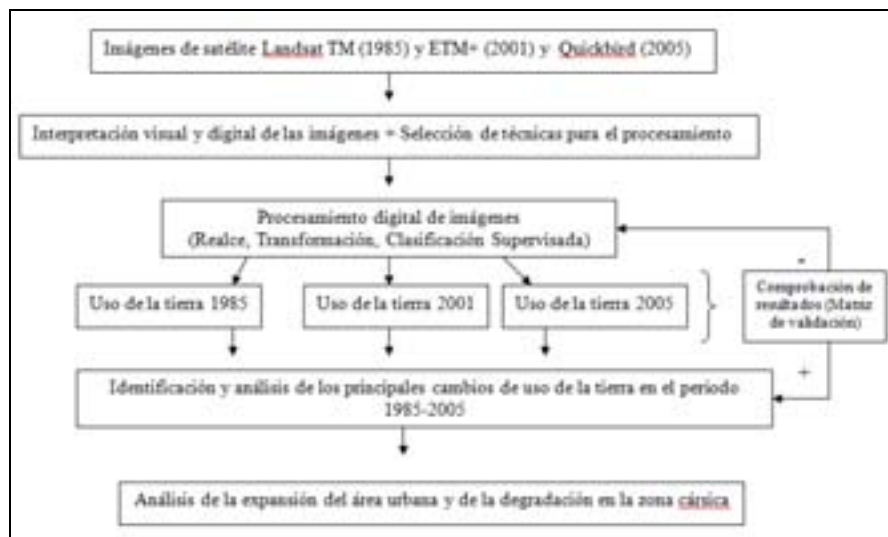 Imágenes de satélite Landsat TM (1985) y ETM+ (2001) y Quickbird (2005)
Interpretación visual y digital de las imágenes + Selección de técnicas para el procesamiento
Procesamiento digital de imágenes
(Realce, Transformación, Clasificación Supervisada)
Uso de la tierra 1985
Uso de la tierra 2001
Uso de la tierra 2005
-
Comprobación de
resultados (Matriz
de validación)
+
Identificación y análisis de los principales cambios de uso de la tierra en el periodo
1985-2005
Análisis de la expansión del área urbana y de la degradación en la zona cársica